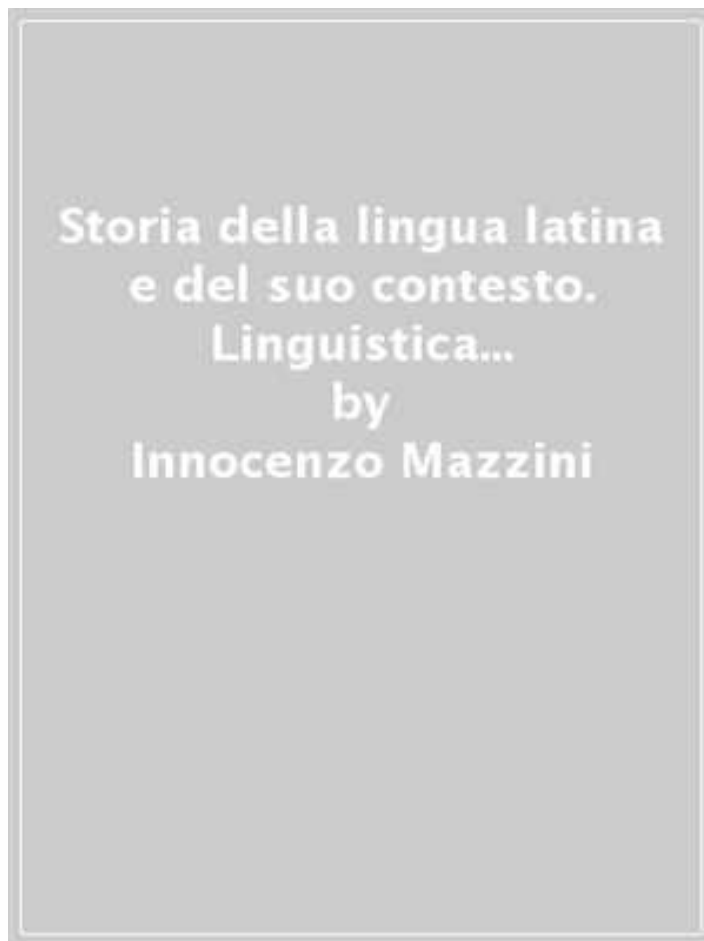 Storia della lingua latina
e del suo contesto.
Linguistica...
by
Innocenzo Mazzini